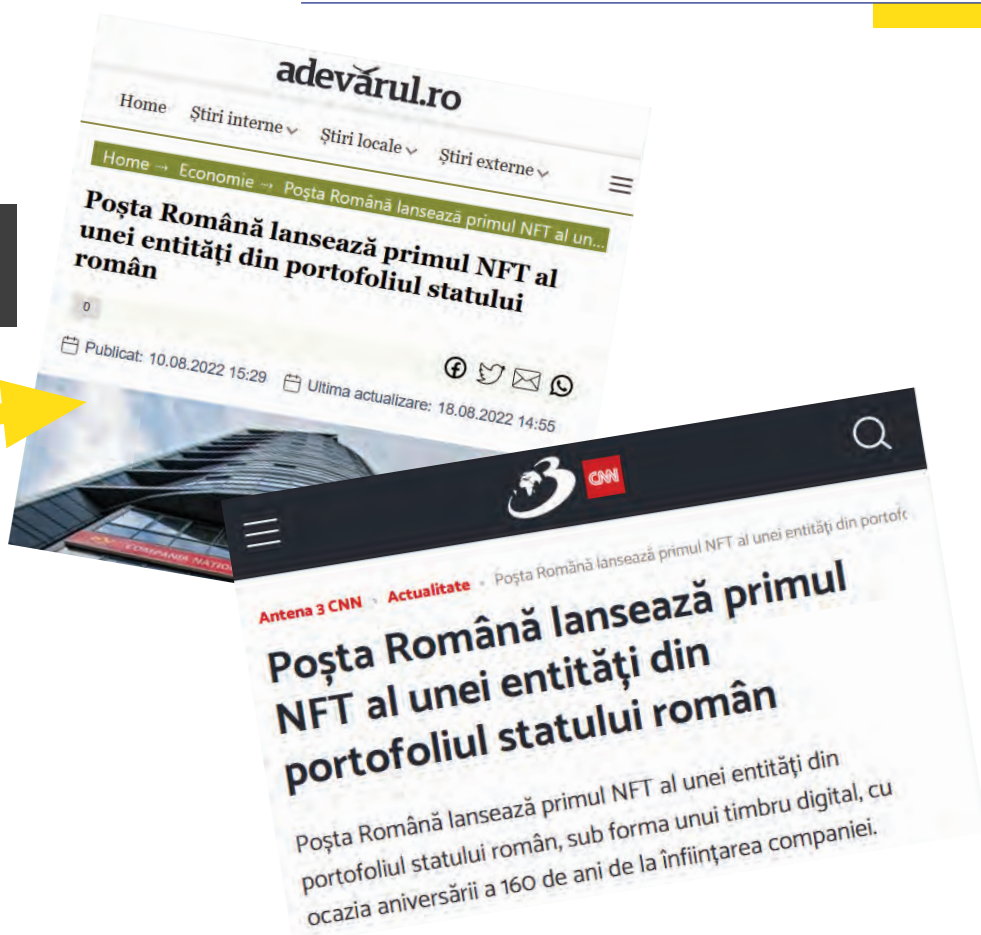 adevărul.ro
Home Știri interne Știri locale Știri externe
Home → Economie → Poșta Română lansează primul NFT al un...
Poșta Română lansează primul NFT al
unei entități din portofoliul statului
român
0
Publicat: 10.08.2022 15:29 Ultima actualizare: 18.08.2022 14:55
COMPANIA
CNN
Antena 3 CNN Actualitate Poșta Română lansează primul NFT al unei entități din
Poșta Română lansează primul
NFT al unei entități din
portofoliul statului român
Poșta Română lansează primul NFT al unei entități din
portofoliul statului român, sub forma unui timbru digital, cu
ocazia aniversării a 160 de ani de la înființarea companiei.